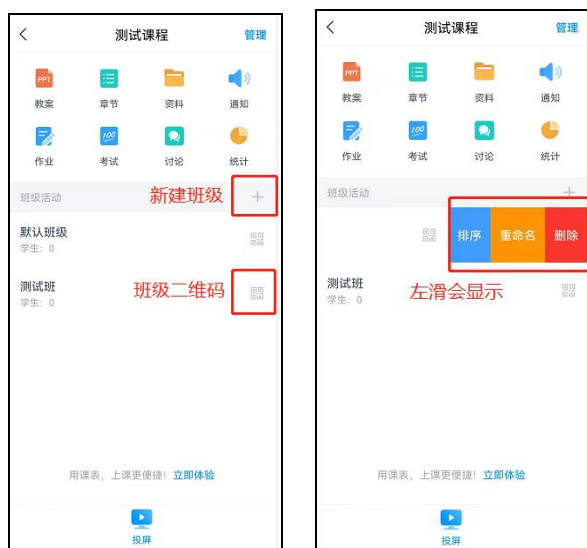 测试课程
管理
PPT
教案
章节
资料
通知
100
作业
考试
讨论
统计
班级活动
新建班级
默认班级
学生：0
测试班
学生：0
班级二维码
用课表，上课更便捷！立即体验
投屏
测试课程
管理
PPT
教案
章节
资料
通知
100
作业
考试
讨论
统计
班级活动
排序
重命名
删除
测试班
学生：0
左滑会显示
用课表，上课更便捷！立即体验
投屏